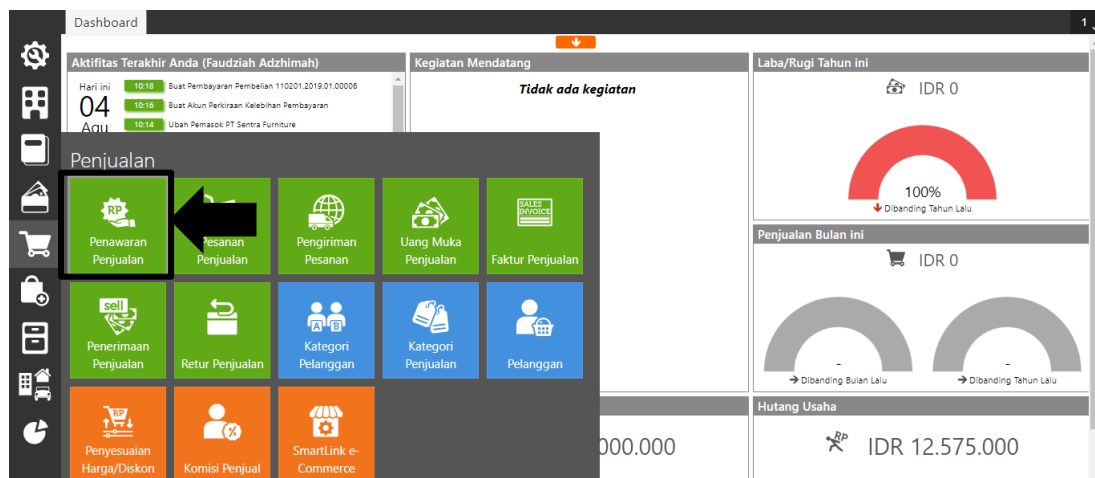 Dashboard
1
Aktifitas Terakhir Anda (Faudziah Adzhimah)
Hari ini
04
Agu
10:18 Buat Pembayaran Pembelian 110201.2019.01.00006
10:16 Buat Akun Perkiraan Kelebihan Pembayaran
10:14 Ubah Pemasok PT Sentra Furniture
Kegiatan Mendatang
Tidak ada kegiatan
Laba/Rugi Tahun ini
IDR 0
100%
Dibanding Tahun Lalu
Penjualan Bulan ini
IDR 0
-
Dibanding Bulan Lalu
-
Dibanding Tahun Lalu
Hutang Usaha
IDR 12.575.000
000.000
Penjualan
RP
Penawaran
Penjualan
Pesanan
Penjualan
Pengiriman
Pesanan
Uang Muka
Penjualan
SALES
INVOICE
Faktur Penjualan
sell
Penerimaan
Penjualan
Retur Penjualan
A B
Kategori
Pelanggan
Kategori
Penjualan
Pelanggan
RP
Penyesuaian
Harga/Diskon
Komisi Penjual
SmartLink e-
Commerce
RP